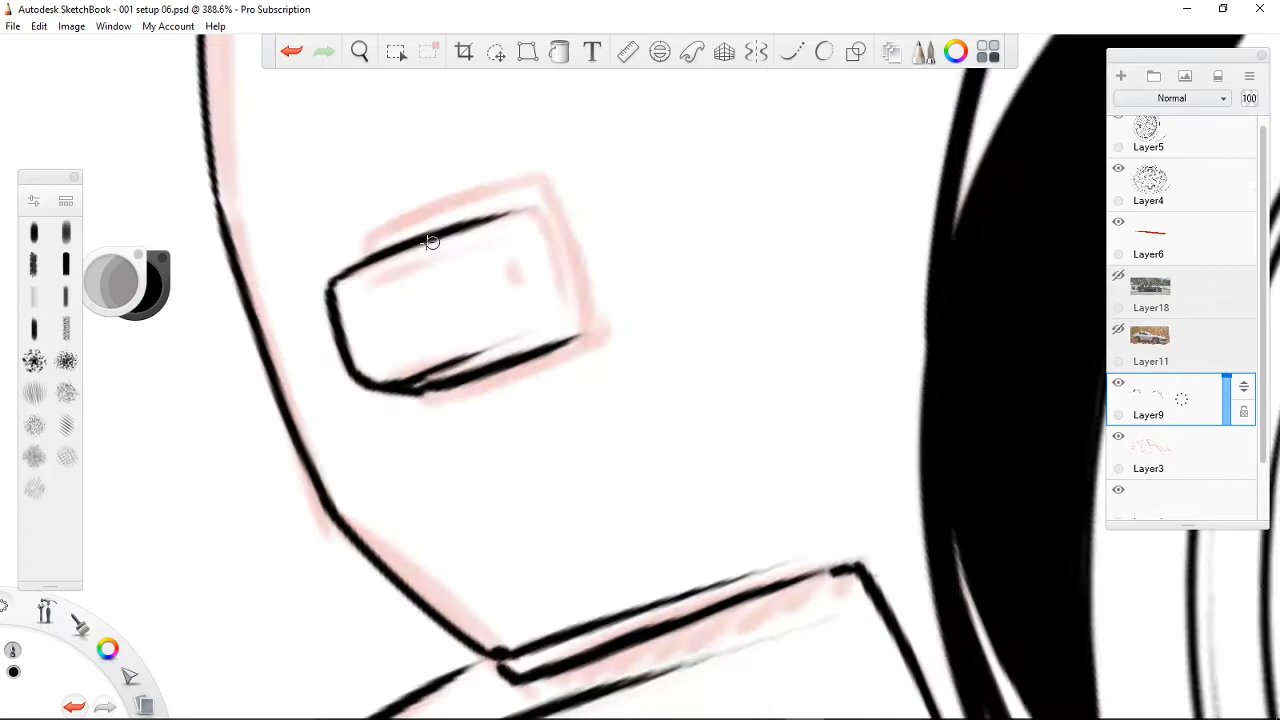 Autodesk SketchBook - 001 setup 06.psd @ 388.6% - Pro Subscription
File Edit Image Window My Account Help
T
Normal 100
Layer5
Layer4
Layer6
Layer18
Layer11
Layer9
Layer3